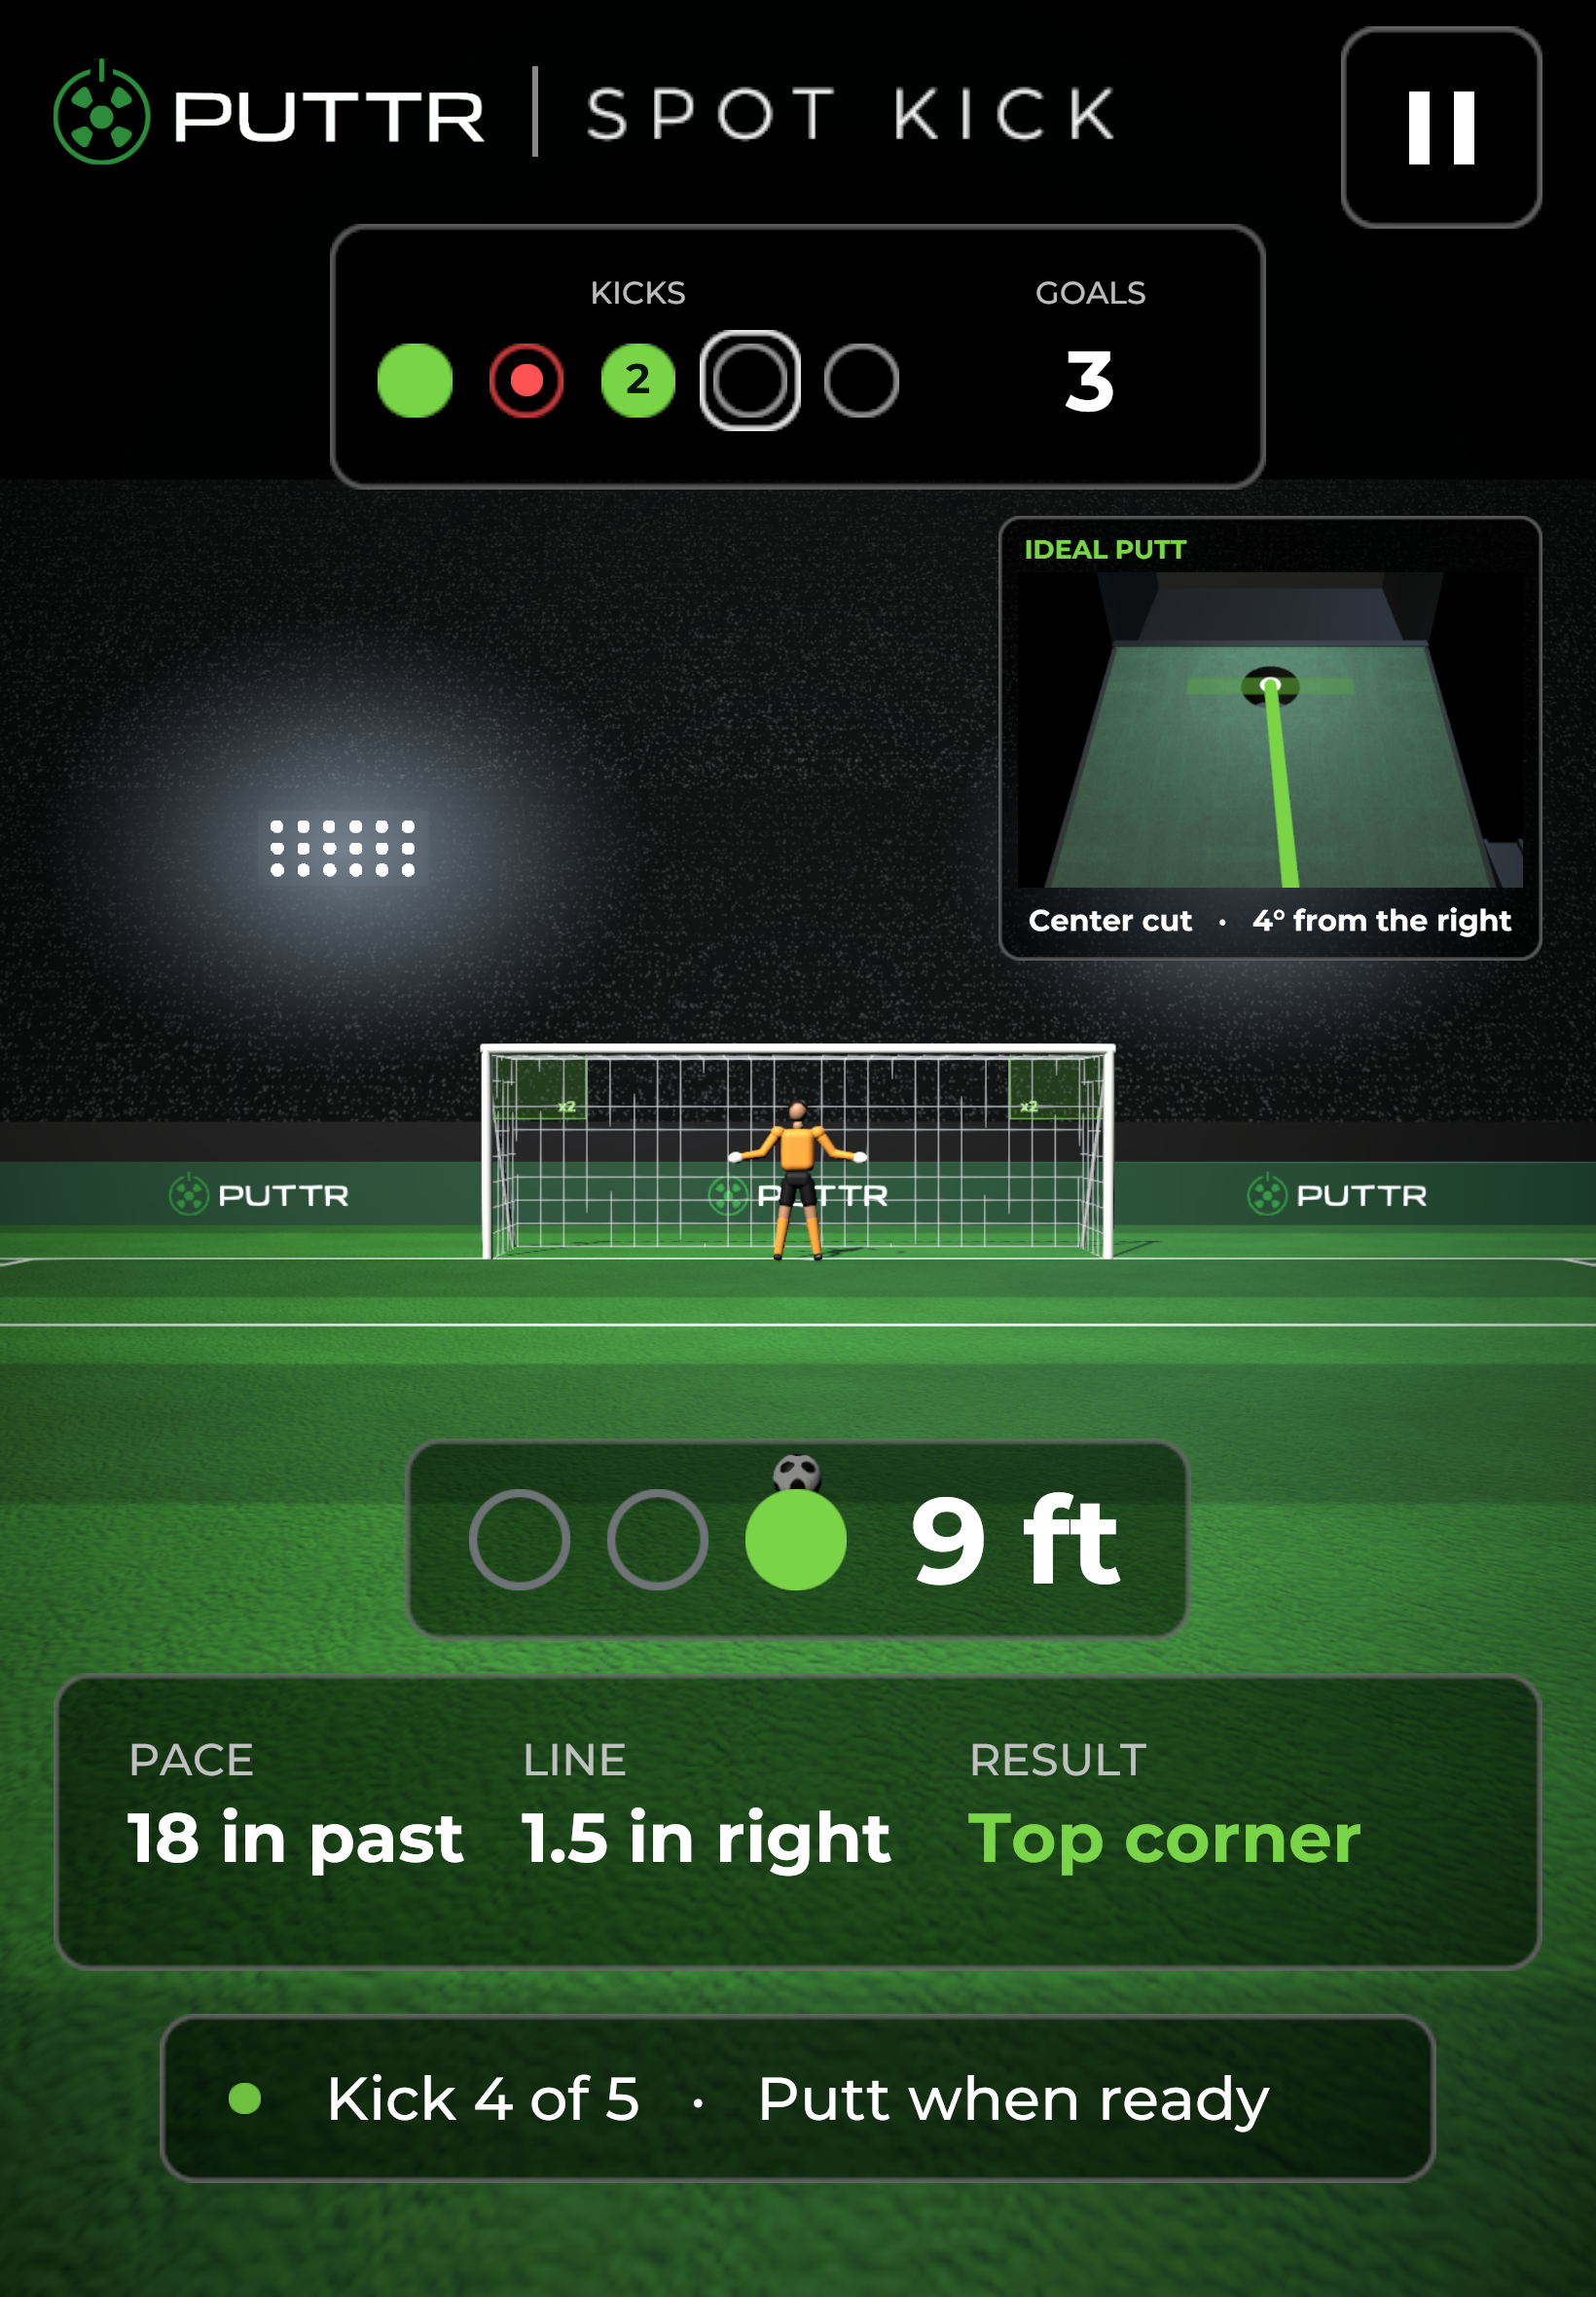 PUTTR | SPOT KICK
KICKS GOALS
2 3
IDEAL PUTT
Center cut · 4° from the right
x2 x2
PUTTR PUTTR PUTTR
9 ft
PACE LINE RESULT
18 in past 1.5 in right Top corner
Kick 4 of 5 · Putt when ready